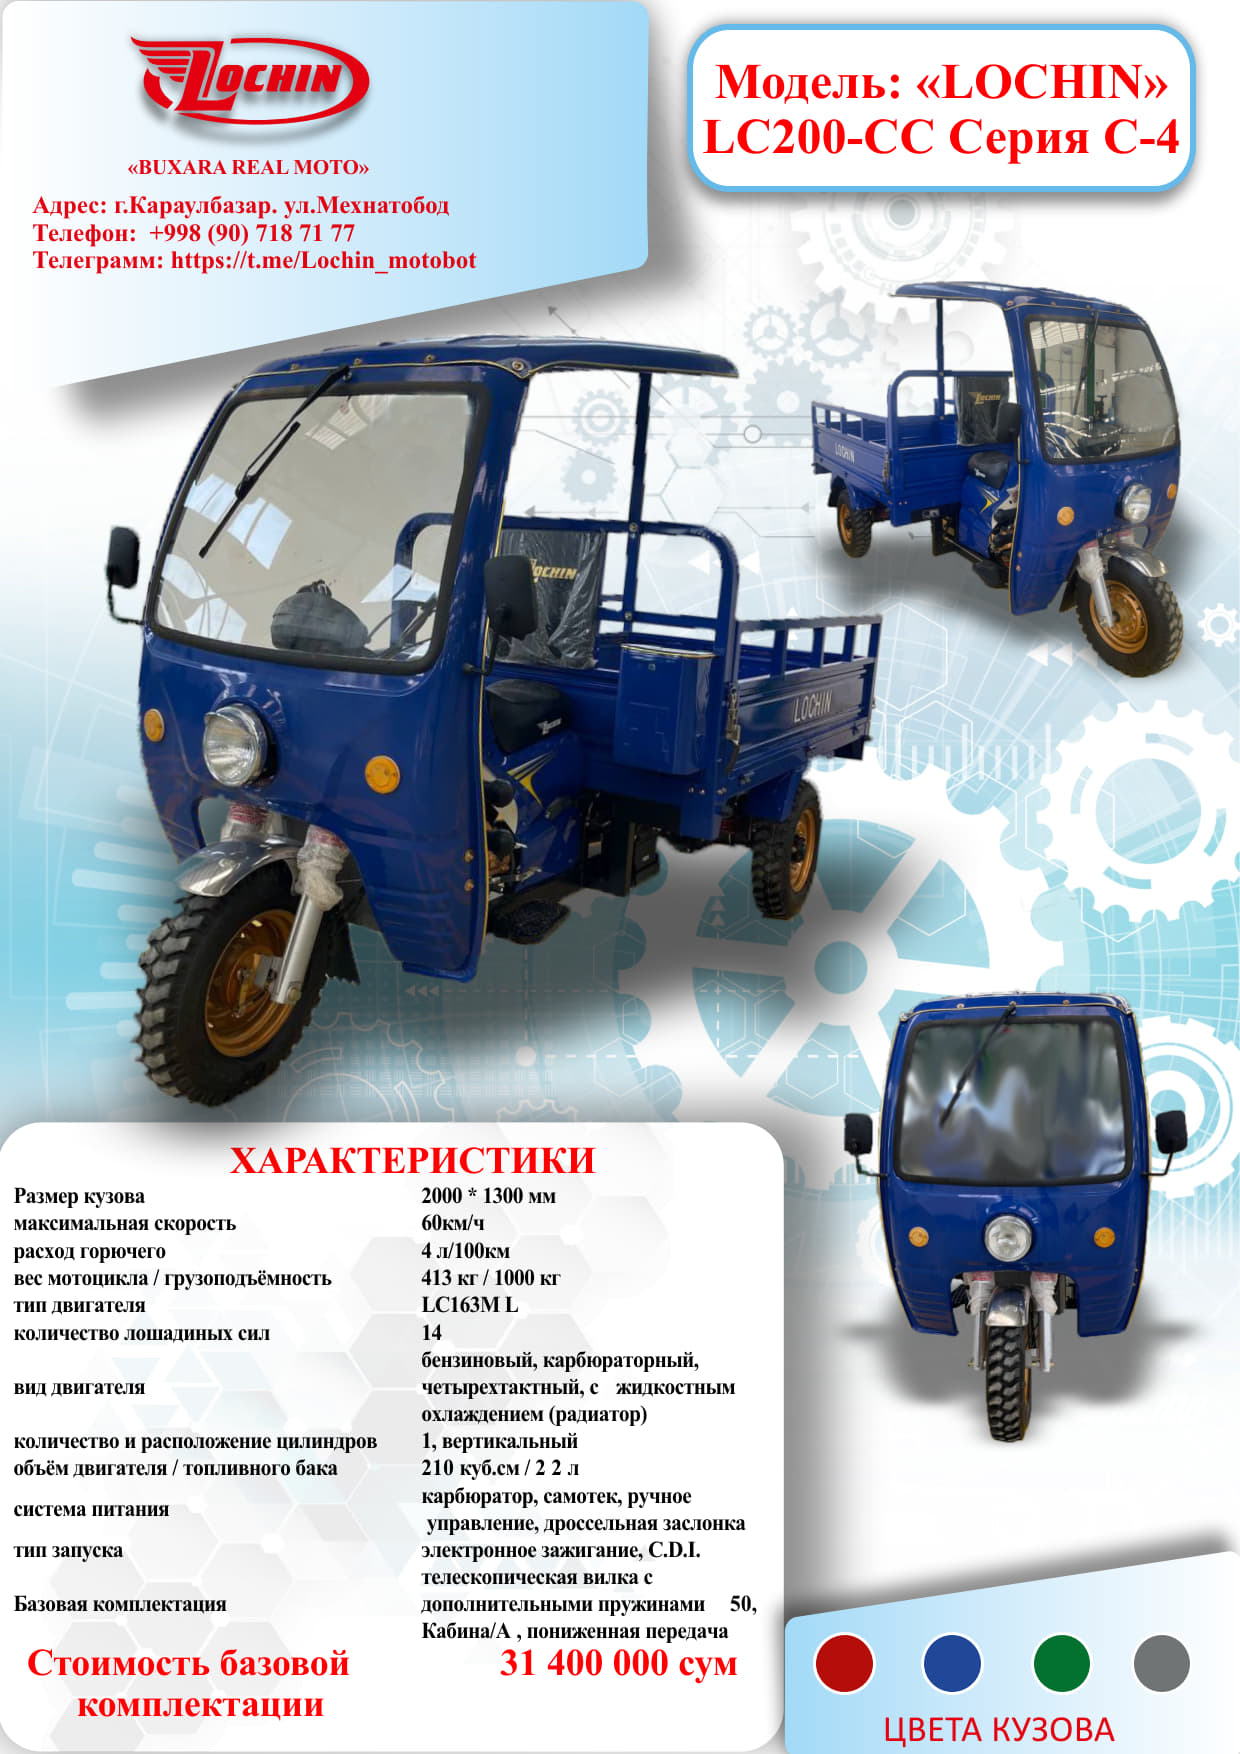 LOCHIN
«BUXARA REAL MOTO»
Адрес: г.Караулбазар. ул.Мехнатобод
Телефон: +998 (90) 718 71 77
Телеграмм: https://t.me/Lochin_motobot
Модель: «LOCHIN»
LC200-CC Серия C-4
LOCHIN
LOCHIN
LOCHIN
LOCHIN
LOCHIN
LOCHIN
ХАРАКТЕРИСТИКИ
Размер кузова 2000 * 1300 мм
максимальная скорость 60км/ч
расход горючего 4 л/100км
вес мотоцикла / грузоподъёмность 413 кг / 1000 кг
тип двигателя LC163M L
количество лошадиных сил 14
вид двигателя бензиновый, карбюраторный,
четырехтактный, с жидкостным
охлаждением (радиатор)
количество и расположение цилиндров 1, вертикальный
объём двигателя / топливного бака 210 куб.см / 2 2 л
система питания карбюратор, самотек, ручное
управление, дроссельная заслонка
тип запуска электронное зажигание, C.D.I.
Базовая комплектация телескопическая вилка с
дополнительными пружинами 50,
Кабина/А , пониженная передача
Стоимость базовой 31 400 000 сум
комплектации
ЦВЕТА КУЗОВА